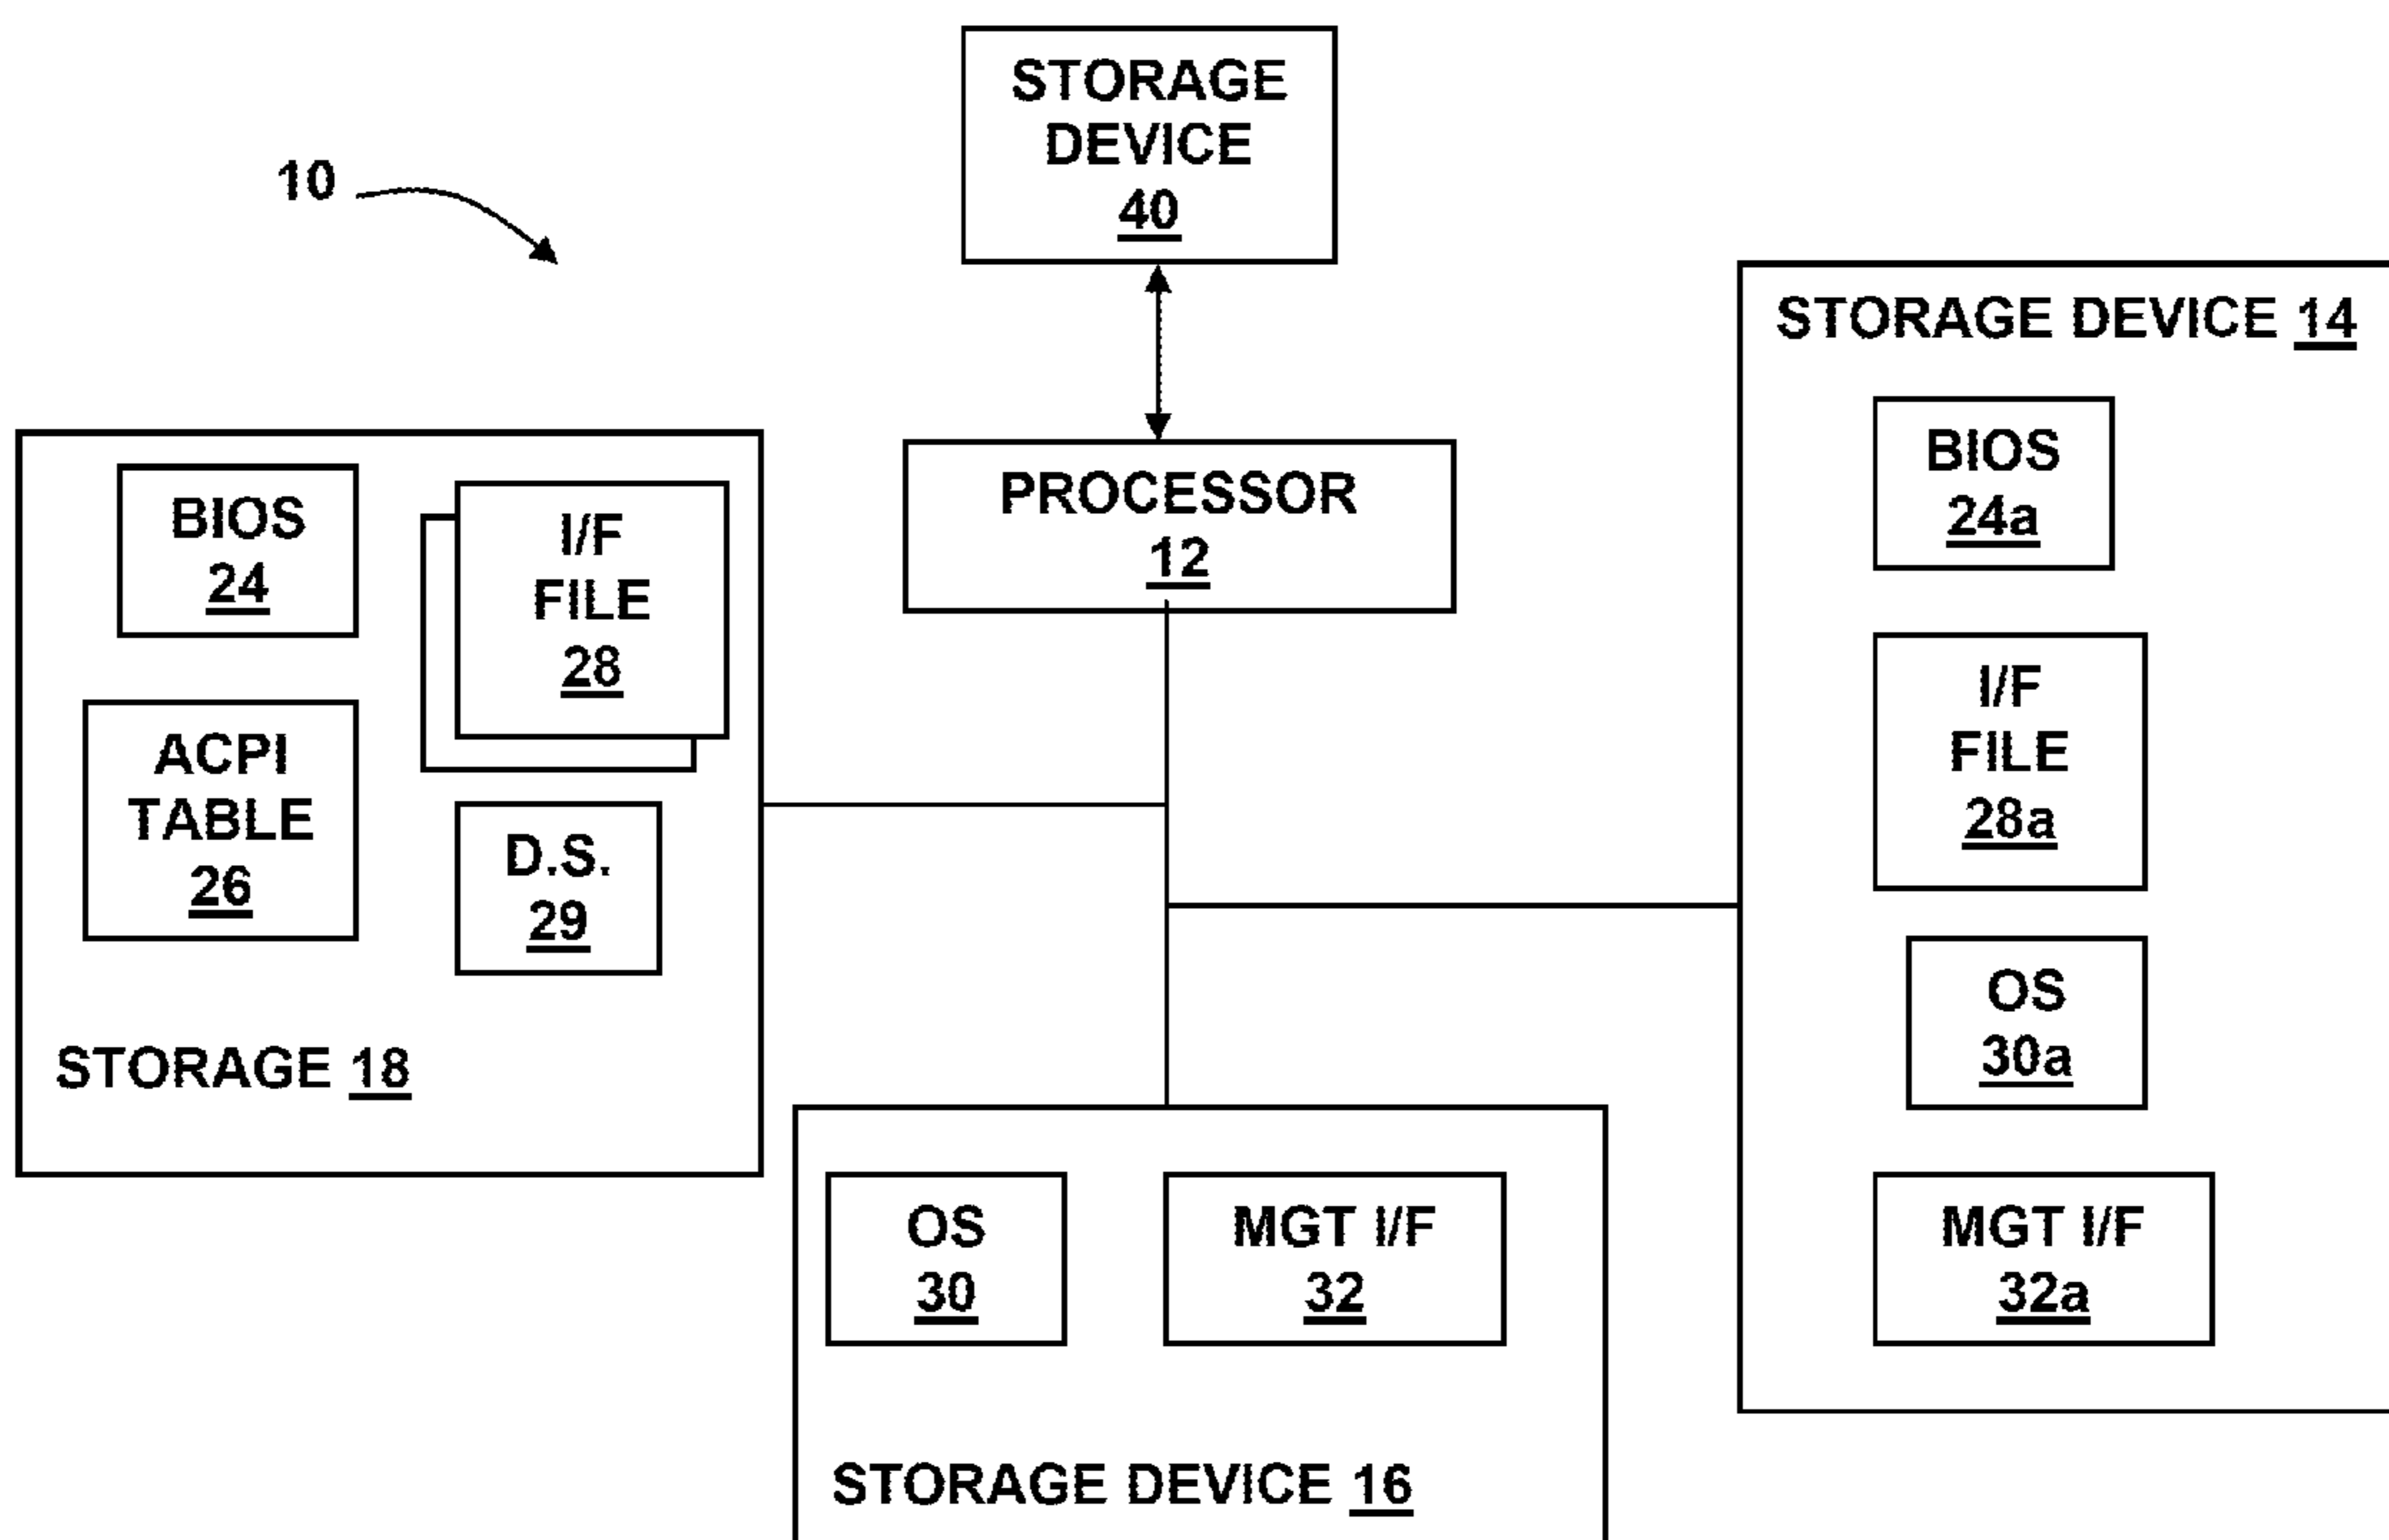 STORAGE
DEVICE
40
10
STORAGE DEVICE 14
BIOS
24a
I/F
FILE
28a
OS
30a
MGT I/F
32a
PROCESSOR
12
BIOS
24
I/F
FILE
28
ACPI
TABLE
26
D.S.
29
STORAGE 18
OS
30
MGT I/F
32
STORAGE DEVICE 16